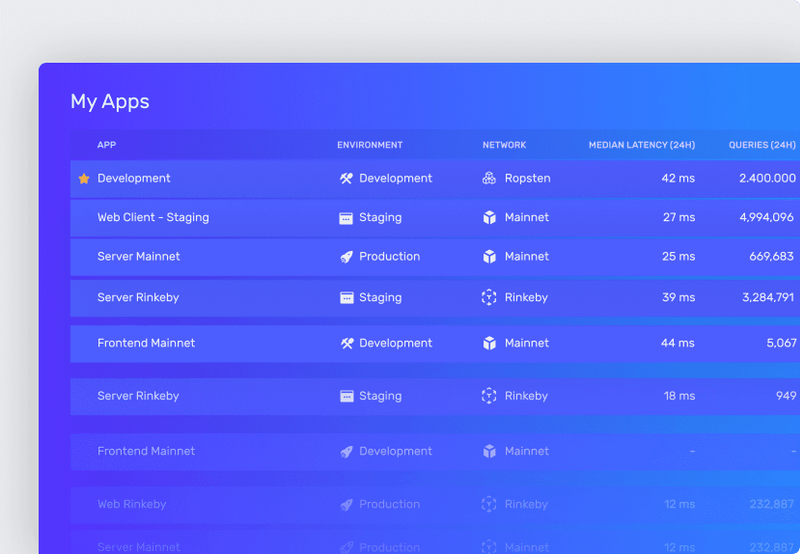 My Apps
APP ENVIRONMENT NETWORK MEDIAN LATENCY (24H) QUERIES (24H)
Development Development Ropsten 42 ms 2.400.000
Web Client - Staging Staging Mainnet 27 ms 4,994,096
Server Mainnet Production Mainnet 25 ms 669,683
Server Rinkeby Staging Rinkeby 39 ms 3,284,791
Frontend Mainnet Development Mainnet 44 ms 5,067
Server Rinkeby Staging Rinkeby 18 ms 949
Frontend Mainnet Development Mainnet - -
Web Rinkeby Production Rinkeby 12 ms 232,887
Server Mainnet Production Mainnet 12 ms 232,887